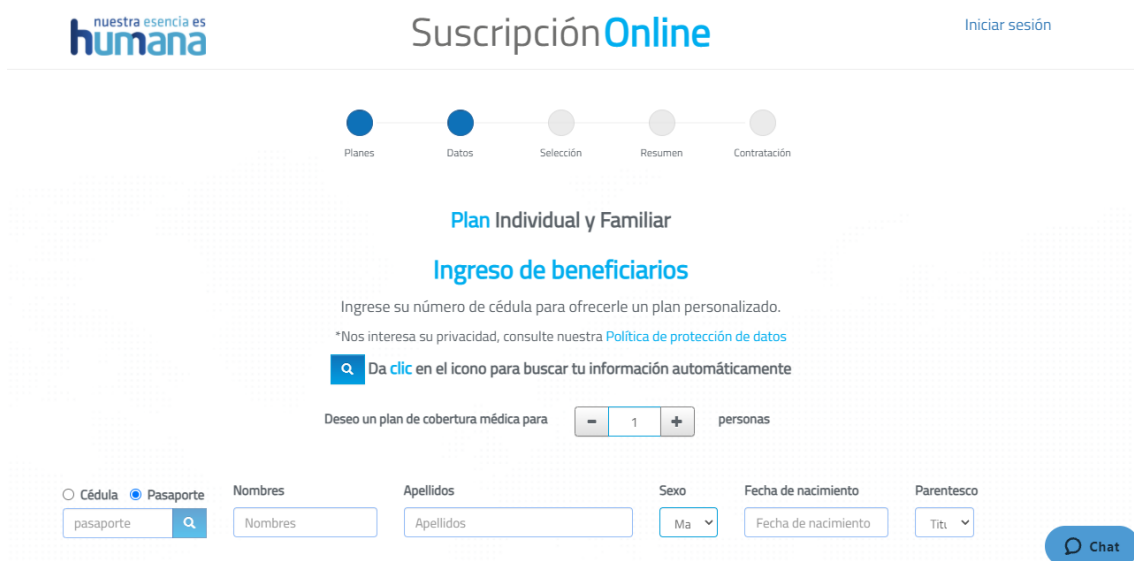 nuestra esencia es
humana
Suscripción Online
Iniciar sesión
Planes
Datos
Selección
Resumen
Contratación
Plan Individual y Familiar
Ingreso de beneficiarios
Ingrese su número de cédula para ofrecerle un plan personalizado.
*Nos interesa su privacidad, consulte nuestra Política de protección de datos
Da clic en el icono para buscar tu información automáticamente
Deseo un plan de cobertura médica para - 1 + personas
Cédula Pasaporte
Nombres
Apellidos
Sexo
Fecha de nacimiento
Parentesco
pasaporte
Nombres
Apellidos
Ma
Fecha de nacimiento
Titu
Chat